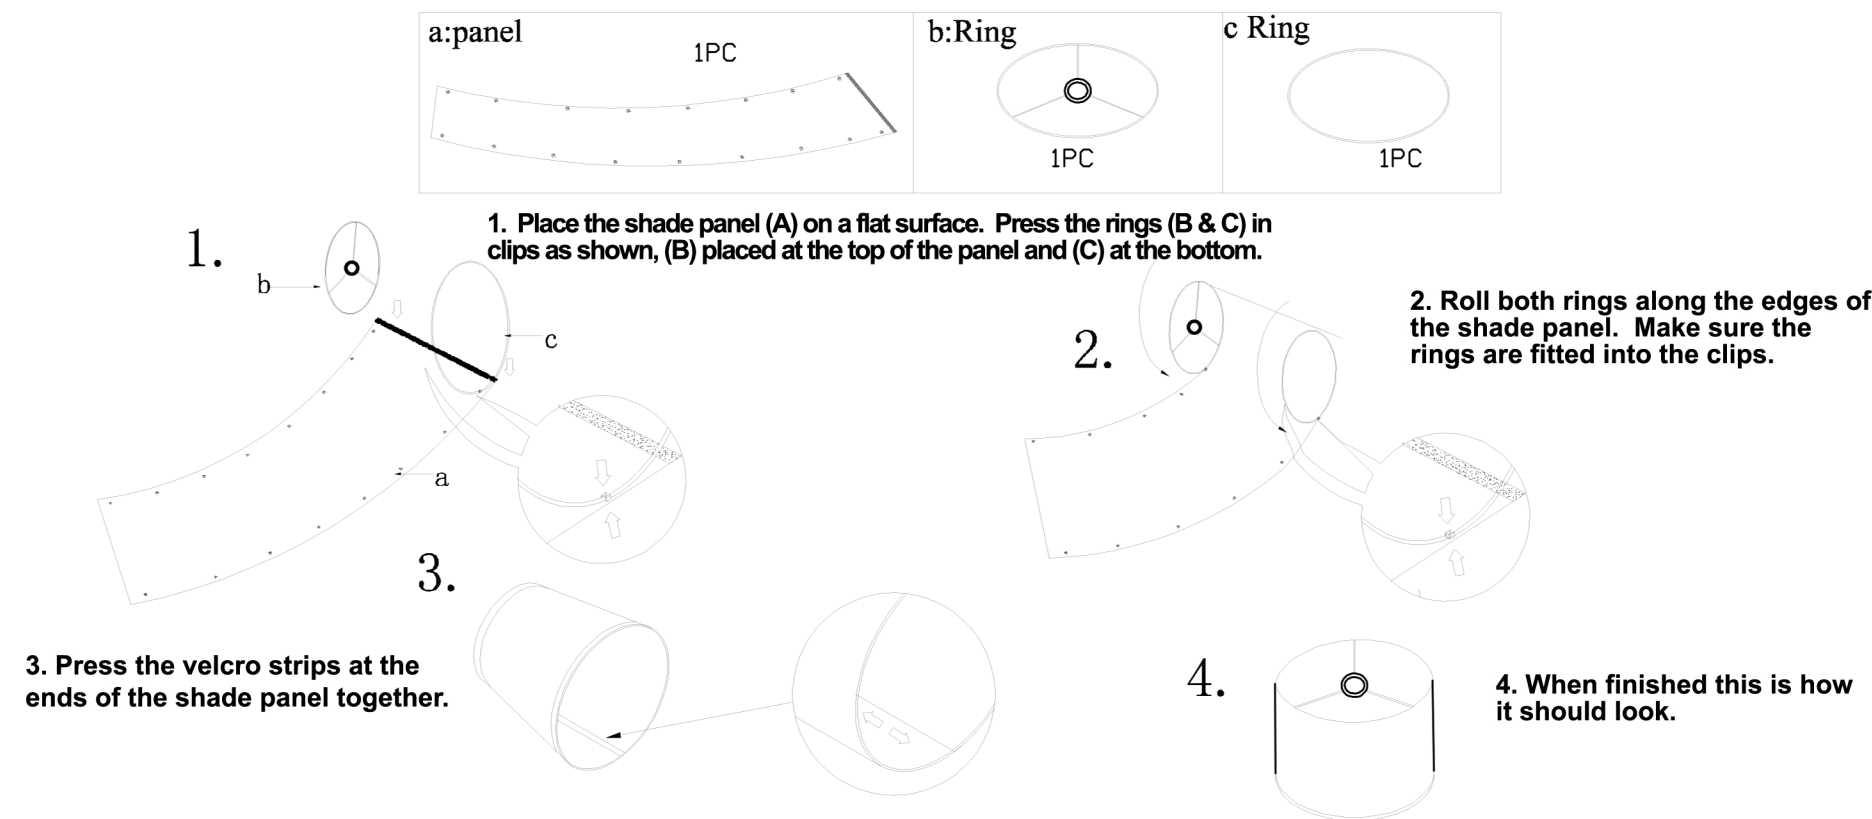 a:panel
1PC
b:Ring
1PC
c Ring
1PC
1.
1. Place the shade panel (A) on a flat surface. Press the rings (B & C) in
clips as shown, (B) placed at the top of the panel and (C) at the bottom.
b
c
a
2.
2. Roll both rings along the edges of
the shade panel. Make sure the
rings are fitted into the clips.
3.
3. Press the velcro strips at the
ends of the shade panel together.
4.
4. When finished this is how
it should look.